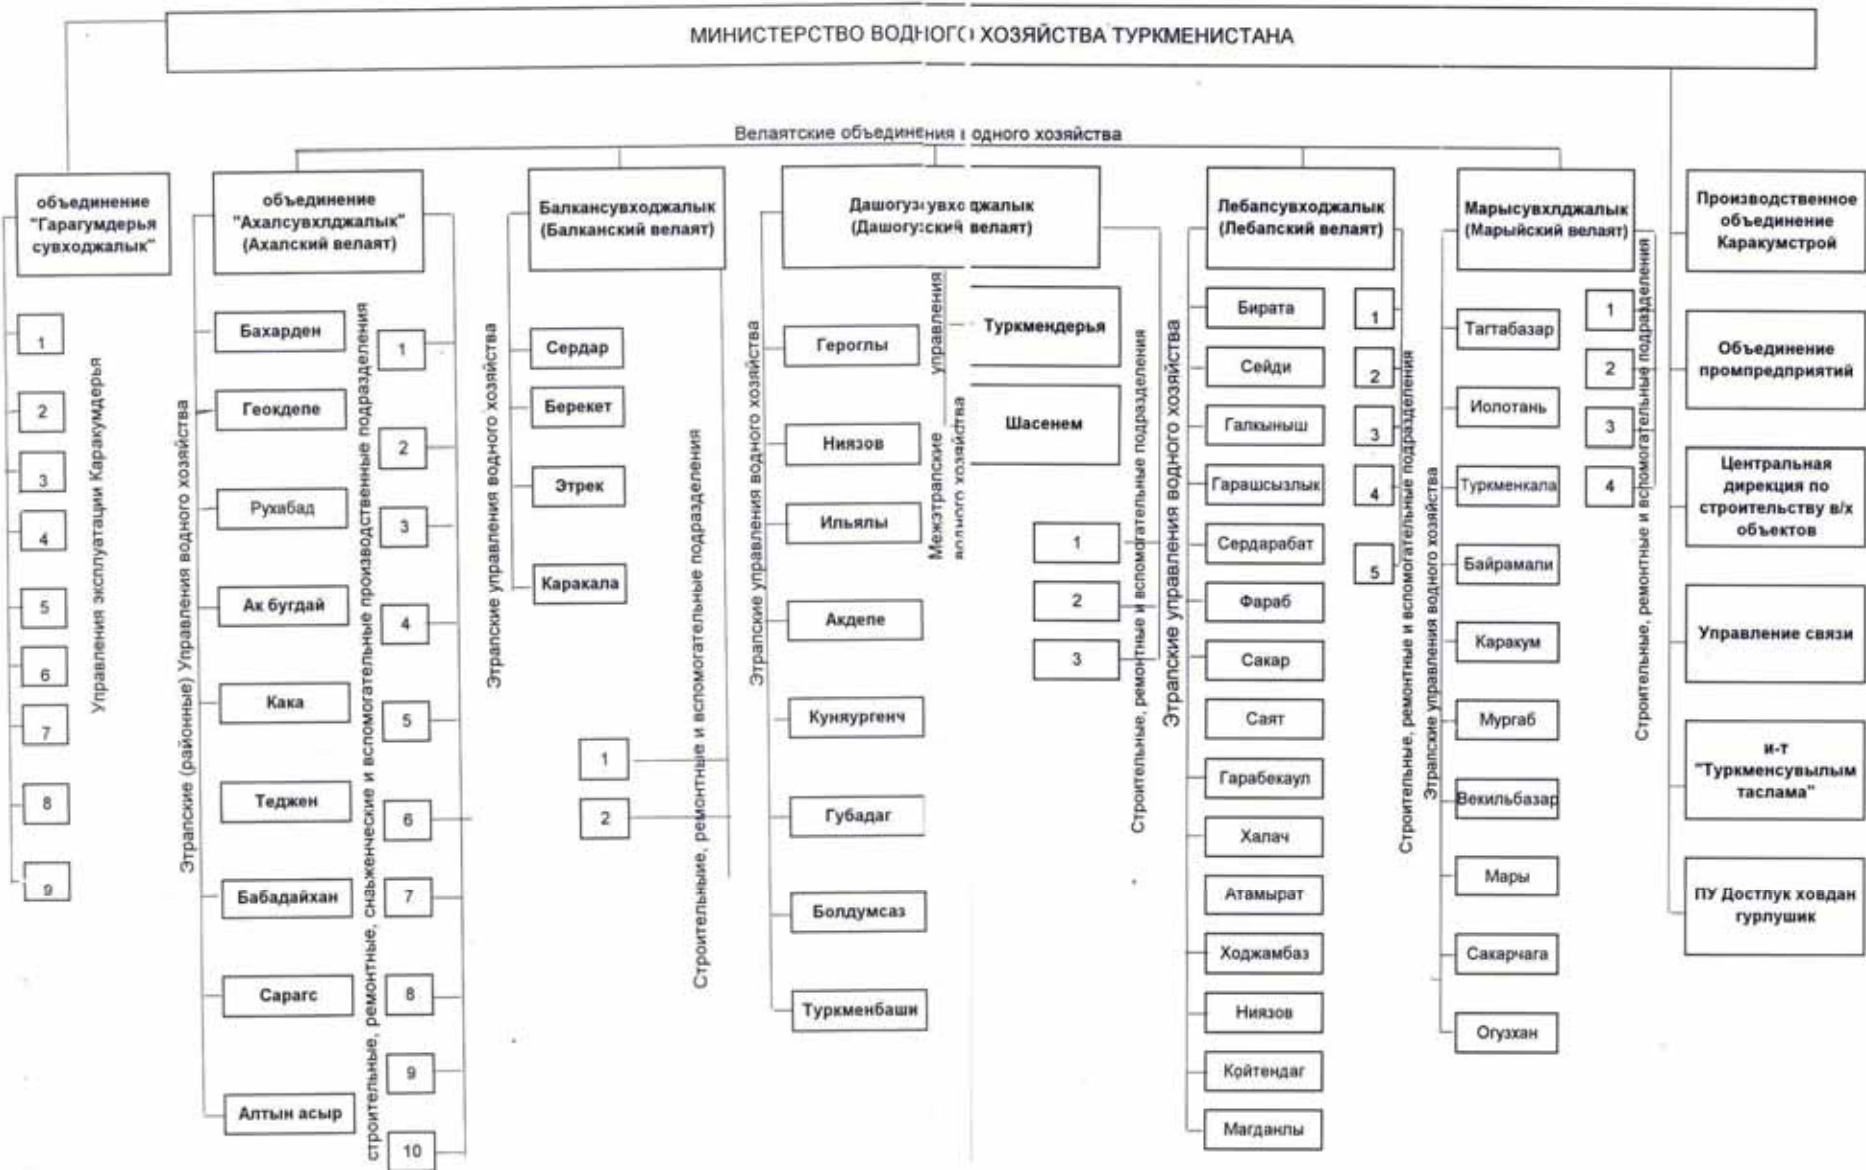 МИНИСТЕРСТВО ВОДНОГО ХОЗЯЙСТВА ТУРКМЕНИСТАНА
Велаятские объединения водного хозяйства
объединение
"Гарагумдерья
сувходжалык"
1
2
3
4
5
6
7
8
9
Управления эксплуатации Каракумдерья
объединение
"Ахалсувхлджалык"
(Ахалский велаят)
Этрапские (районные) Управления водного хозяйства
Бахарден
Геокдепе
Рухабад
Ак бугдай
Кака
Теджен
Бабадайхан
Сарагс
Алтын асыр
строительные, ремонтные, снабженческие и вспомогательные производственные подразделения
1
2
3
4
5
6
7
8
9
10
Балкансувходжалык
(Балканский велаят)
Этрапские управления водного хозяйства
Сердар
Берекет
Этрек
Каракала
1
2
Строительные, ремонтные и вспомогательные подразделения
Дашогузсувходжалык
(Дашогузский велаят)
Этрапские управления водного хозяйства
Героглы
Ниязов
Ильялы
Акдепе
Куняургенч
Губадаг
Болдумсаз
Туркменбаши
Межэтрапские управления
водного хозяйства
Туркмендерья
Шасенем
1
2
3
Строительные, ремонтные и вспомогательные подразделения
Лебапсувходжалык
(Лебапский велаят)
Этрапские управления водного хозяйства
Бирата
Сейди
Галкыныш
Гарашсызлык
Сердарабат
Фараб
Сакар
Саят
Гарабекаул
Халач
Атамырат
Ходжамбаз
Ниязов
Койтендаг
Магданлы
1
2
3
4
5
Строительные, ремонтные и вспомогательные подразделения
Марысувхлджалык
(Марыйский велаят)
Этрапские управления водного хозяйства
Тагтабазар
Иолотань
Туркменкала
Байрамали
Каракум
Мургаб
Векильбазар
Мары
Сакарчага
Огузхан
1
2
3
4
Строительные, ремонтные и вспомогательные подразделения
Производственное
объединение
Каракумстрой
Объединение
промпредприятий
Центральная
дирекция по
строительству в/х
объектов
Управление связи
и-т
"Туркменсувылым
таслама"
ПУ Достлук ховдан
гурлушик